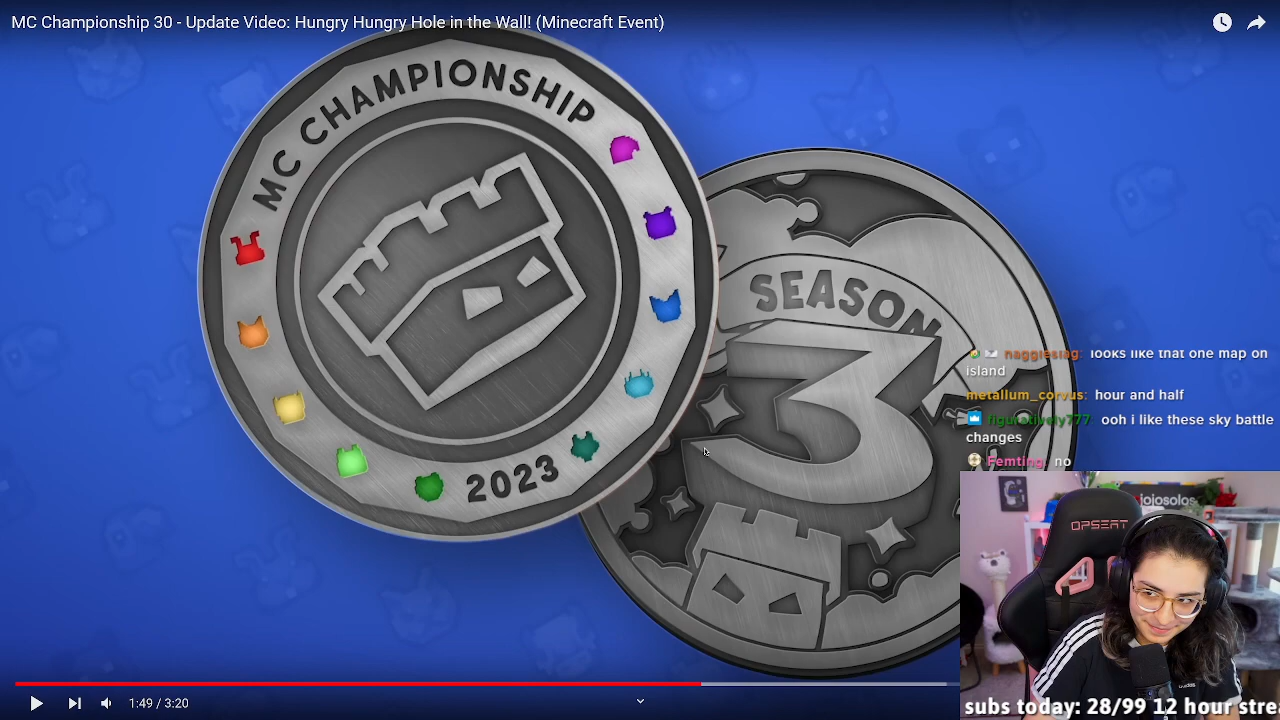 MC Championship 30 - Update Video: Hungry Hungry Hole in the Wall! (Minecraft Event)
MC CHAMPIONSHIP
2023
SEASON
3
naggieslag: looks like that one map on
island
metallum_corvus: hour and half
figuratively777: ooh i like these sky battle
changes
Femting: no
jojosolos
OPSEAT
1:49 / 3:20
subs today: 28/99 12 hour stre